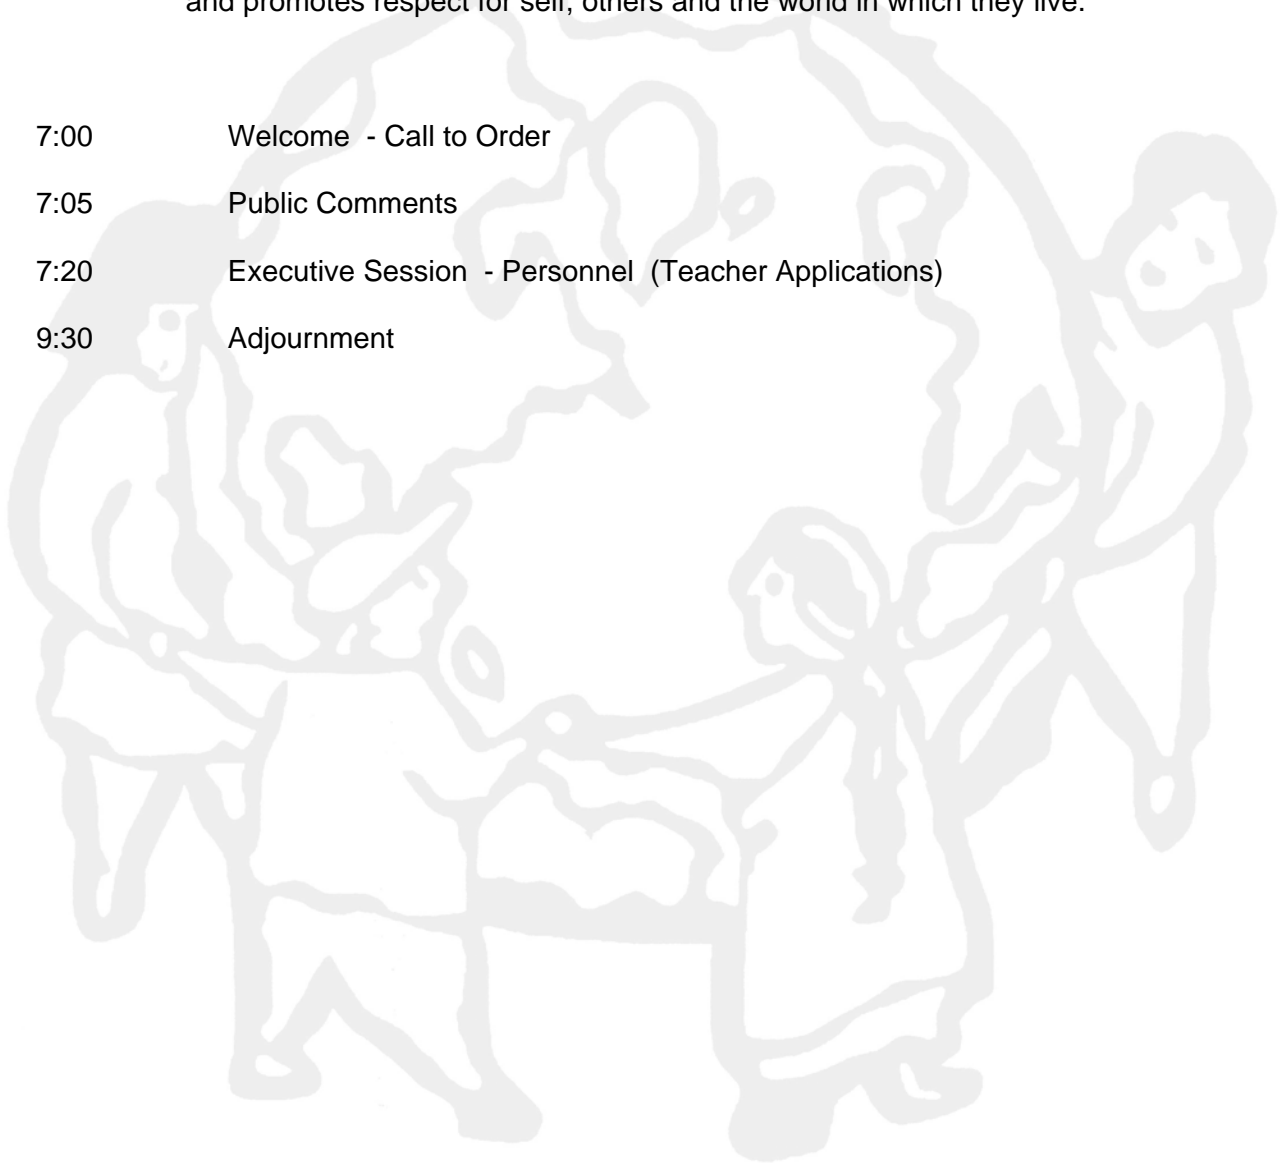 and promotes respect for self, others and the world in which they live.
7:00 Welcome - Call to Order
7:05 Public Comments
7:20 Executive Session - Personnel (Teacher Applications)
9:30 Adjournment